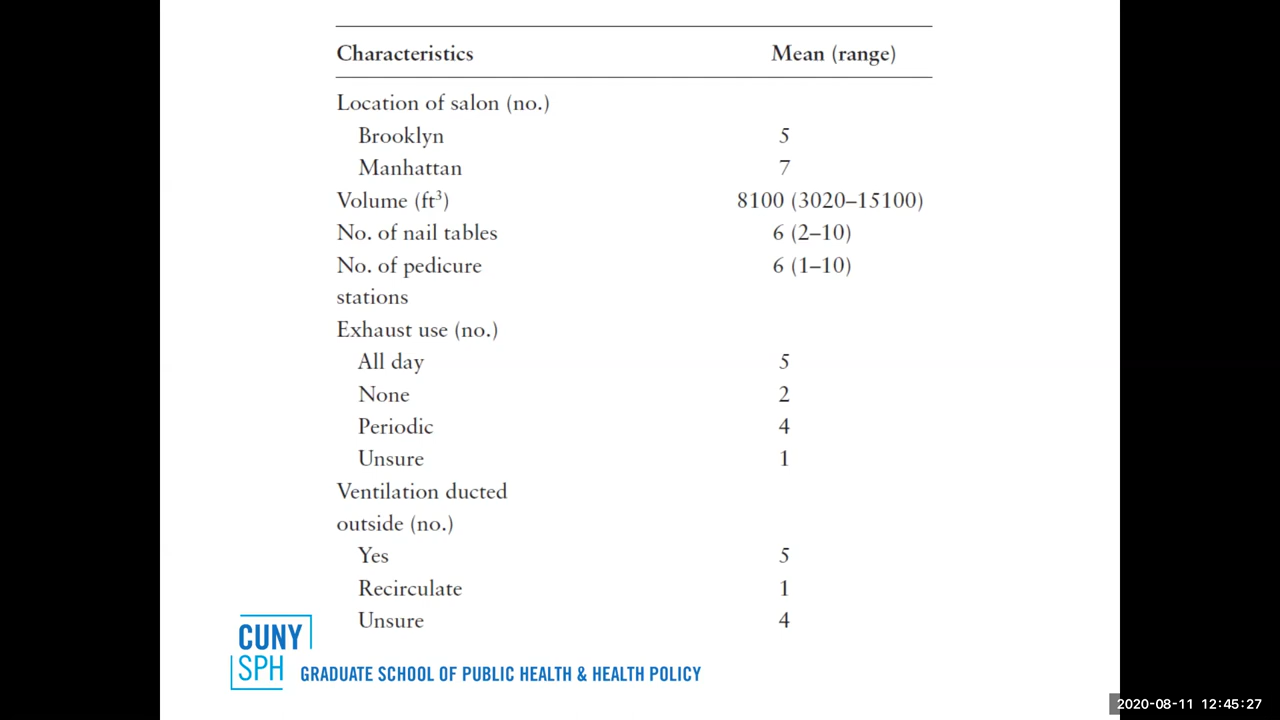 Characteristics Mean (range)
Location of salon (no.)
Brooklyn 5
Manhattan 7
Volume (ft³) 8100 (3020–15100)
No. of nail tables 6 (2–10)
No. of pedicure 6 (1–10)
stations
Exhaust use (no.)
All day 5
None 2
Periodic 4
Unsure 1
Ventilation ducted
outside (no.)
Yes 5
Recirculate 1
Unsure 4
CUNY
SPH GRADUATE SCHOOL OF PUBLIC HEALTH & HEALTH POLICY
2020-08-11 12:45:27